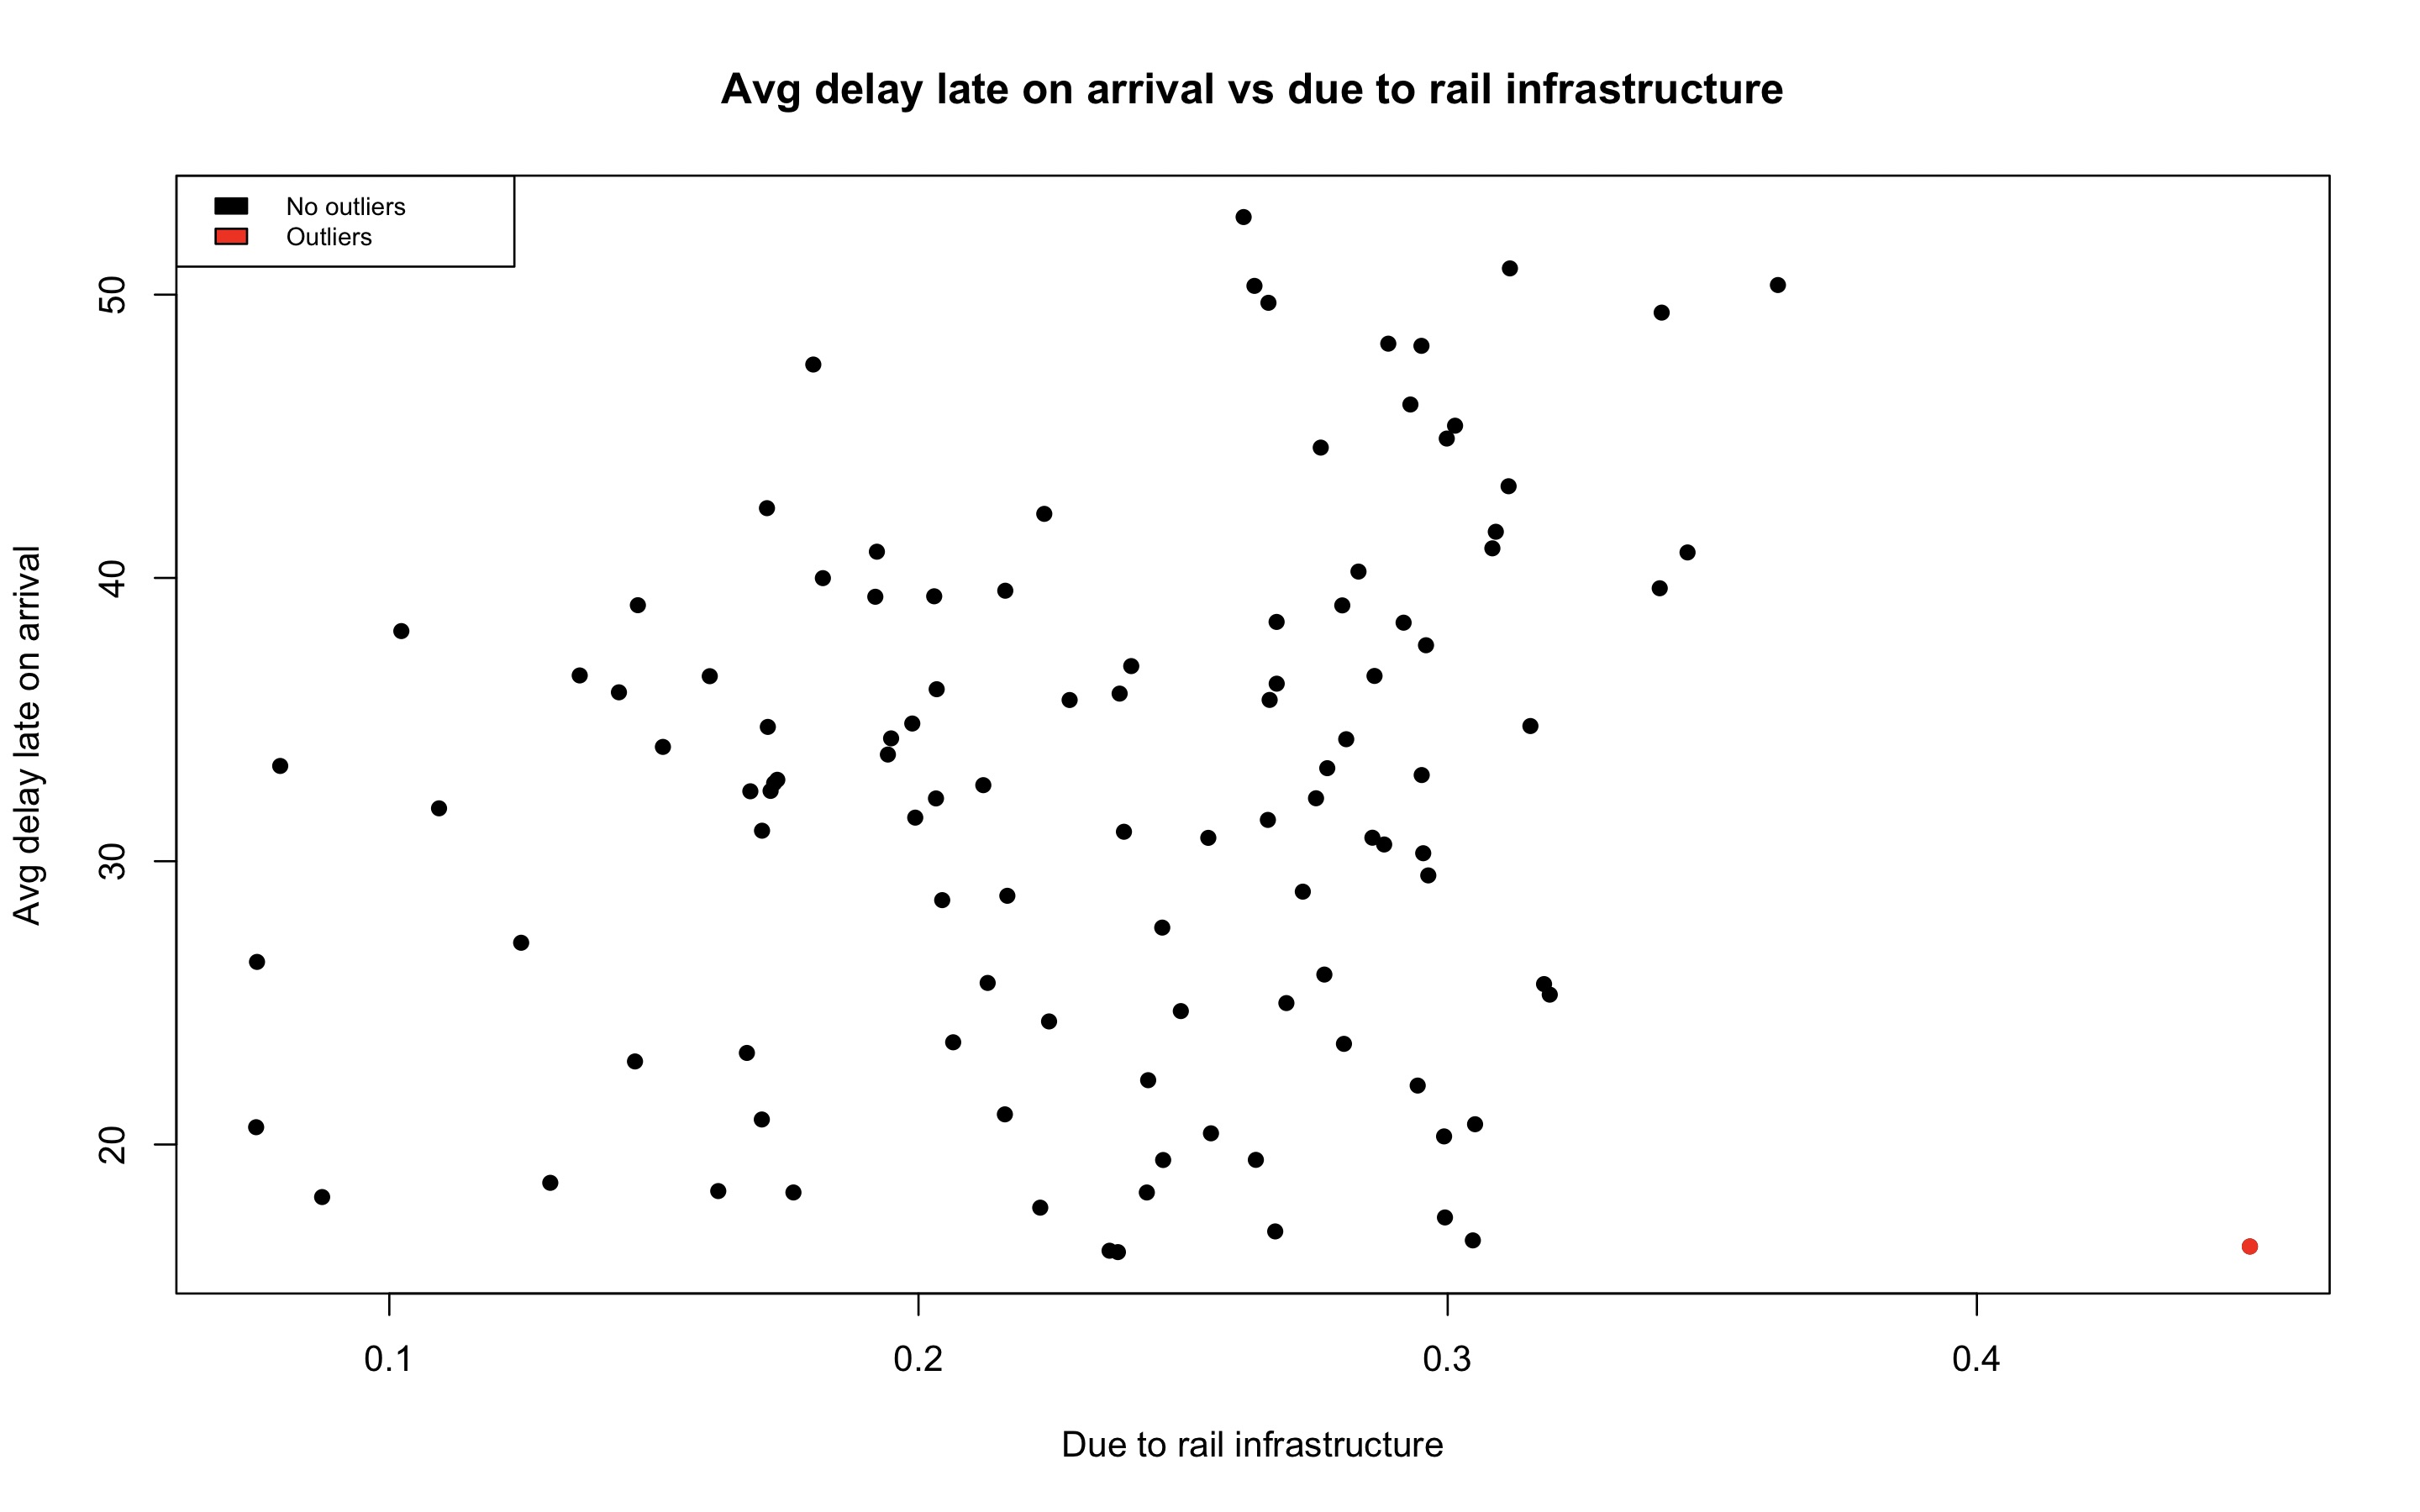 Avg delay late on arrival vs due to rail infrastructure
No outliers
Outliers
Avg delay late on arrival
50
40
30
20
0.1 0.2 0.3 0.4
Due to rail infrastructure